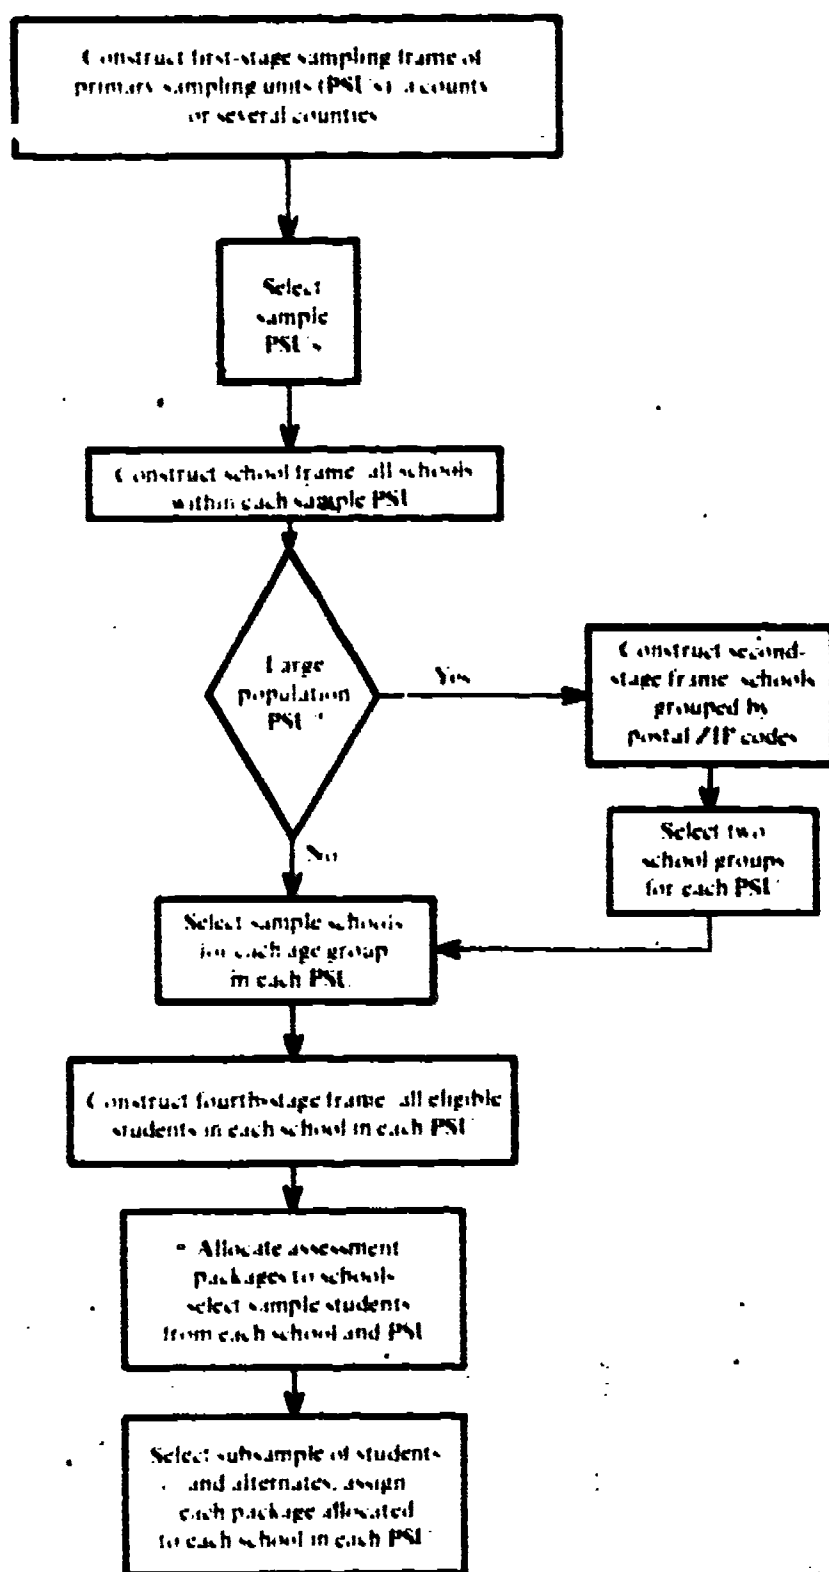 Construct first-stage sampling frame of
primary sampling units (PSU's) a county
or several counties
Select
sample
PSU's
Construct school frame all schools
within each sample PSU
Large
population
PSU?
Yes
Construct second-
stage frame schools
grouped by
postal ZIP codes
Select two
school groups
for each PSU
No
Select sample schools
for each age group
in each PSU
Construct fourth-stage frame all eligible
students in each school in each PSU
Allocate assessment
packages to schools
select sample students
from each school and PSU
Select subsample of students
and alternates, assign
each package allocated
to each school in each PSU